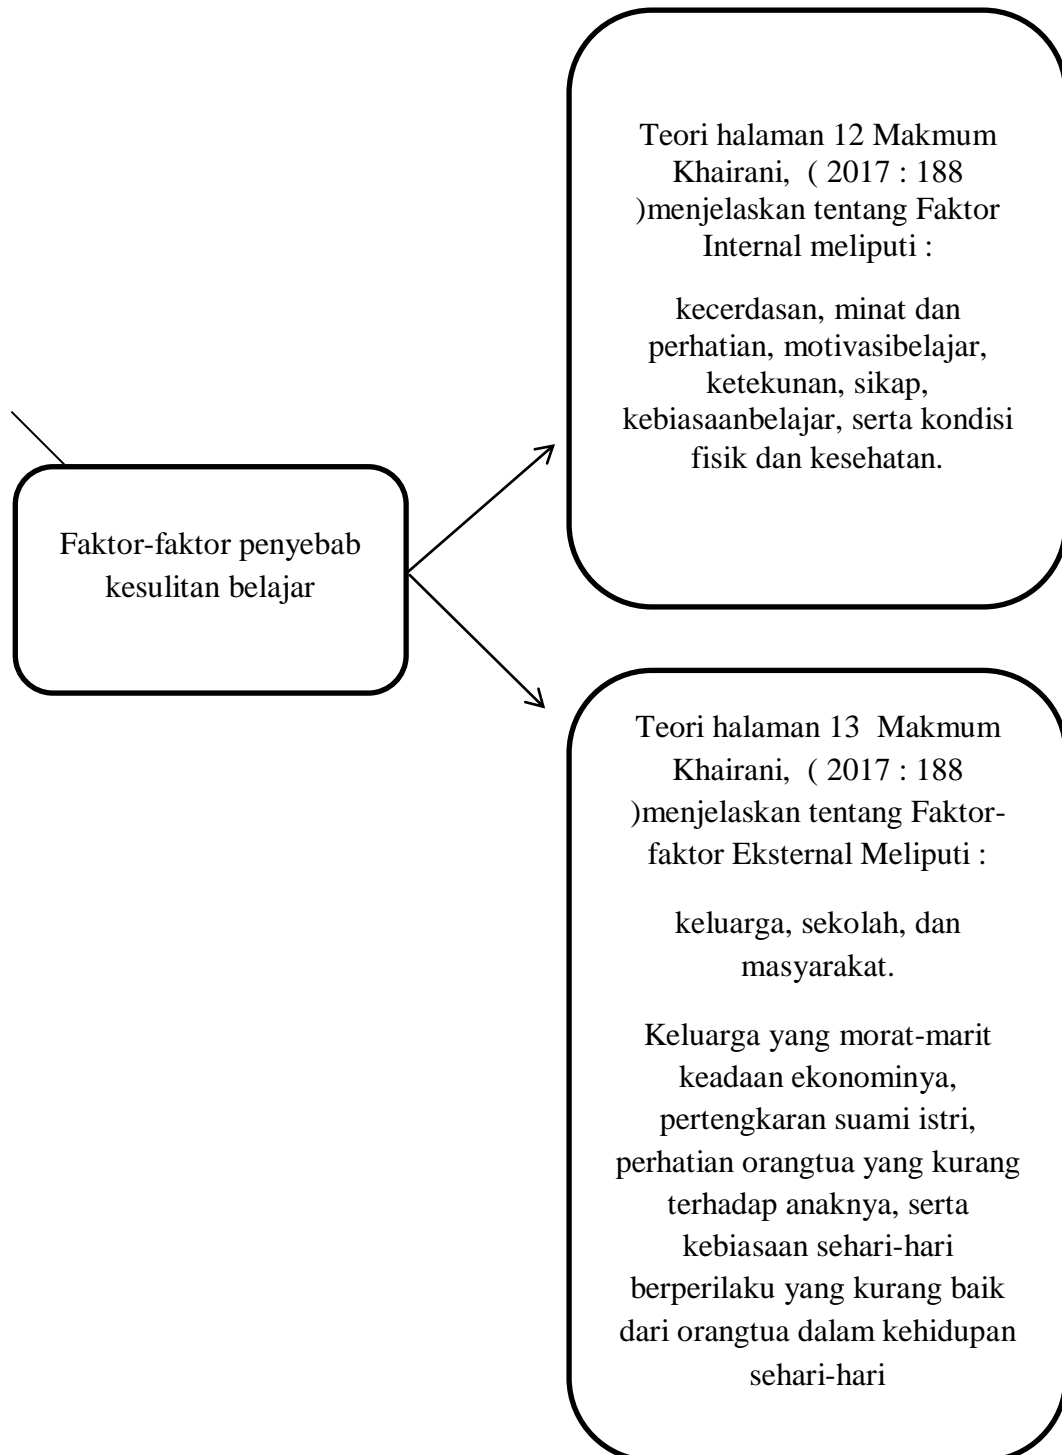 Teori halaman 12 Makmum
Khairani, ( 2017 : 188
)menjelaskan tentang Faktor
Internal meliputi :
kecerdasan, minat dan
perhatian, motivasibelajar,
ketekunan, sikap,
kebiasaanbelajar, serta kondisi
fisik dan kesehatan.
Faktor-faktor penyebab
kesulitan belajar
Teori halaman 13 Makmum
Khairani, ( 2017 : 188
)menjelaskan tentang Faktor-
faktor Eksternal Meliputi :
keluarga, sekolah, dan
masyarakat.
Keluarga yang morat-marit
keadaan ekonominya,
pertengkaran suami istri,
perhatian orangtua yang kurang
terhadap anaknya, serta
kebiasaan sehari-hari
berperilaku yang kurang baik
dari orangtua dalam kehidupan
sehari-hari